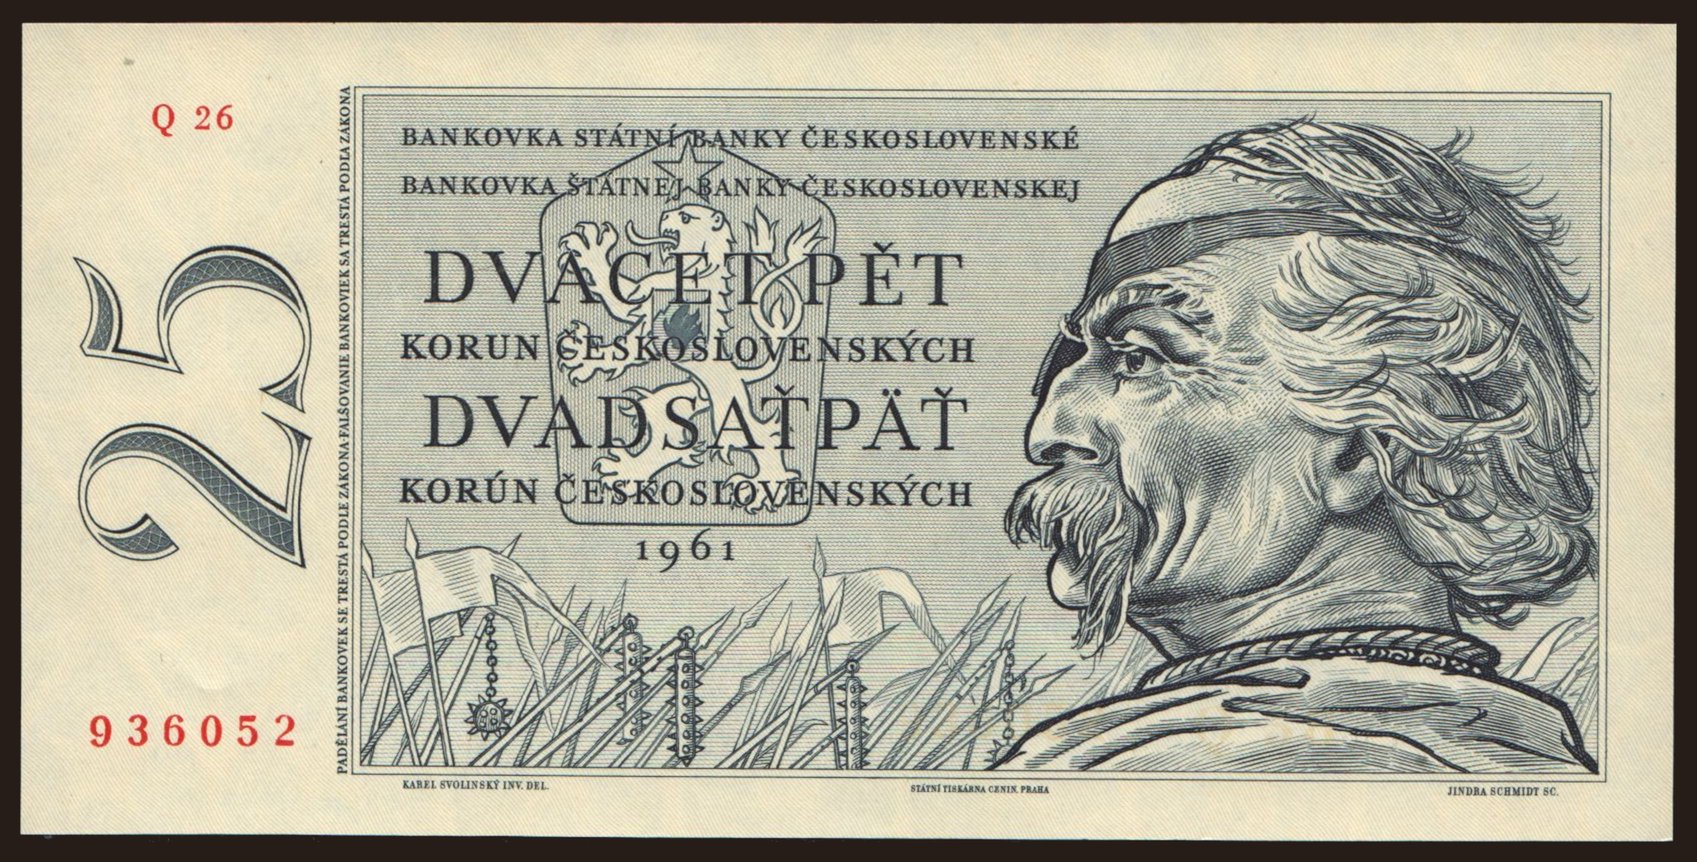 Q 26
BANKOVKA STÁTNÍ BANKY ČESKOSLOVENSKÉ
BANKOVKA ŠTÁTNEJ BANKY ČESKOSLOVENSKEJ
DVACET PĚT
KORUN ČESKOSLOVENSKÝCH
DVADSAŤPÄŤ
KORÚN ČESKOSLOVENSKÝCH
1961
25
936052
PADĚLÁNÍ BANKOVEK SE TRESTÁ PODLE ZÁKONA·FALŠOVANIE BANKOVIEK SA TRESTÁ PODĽA ZÁKONA
KAREL SVOLINSKÝ INV. DEL.
STÁTNÍ TISKÁRNA CENIN, PRAHA
JINDRA SCHMIDT SC.